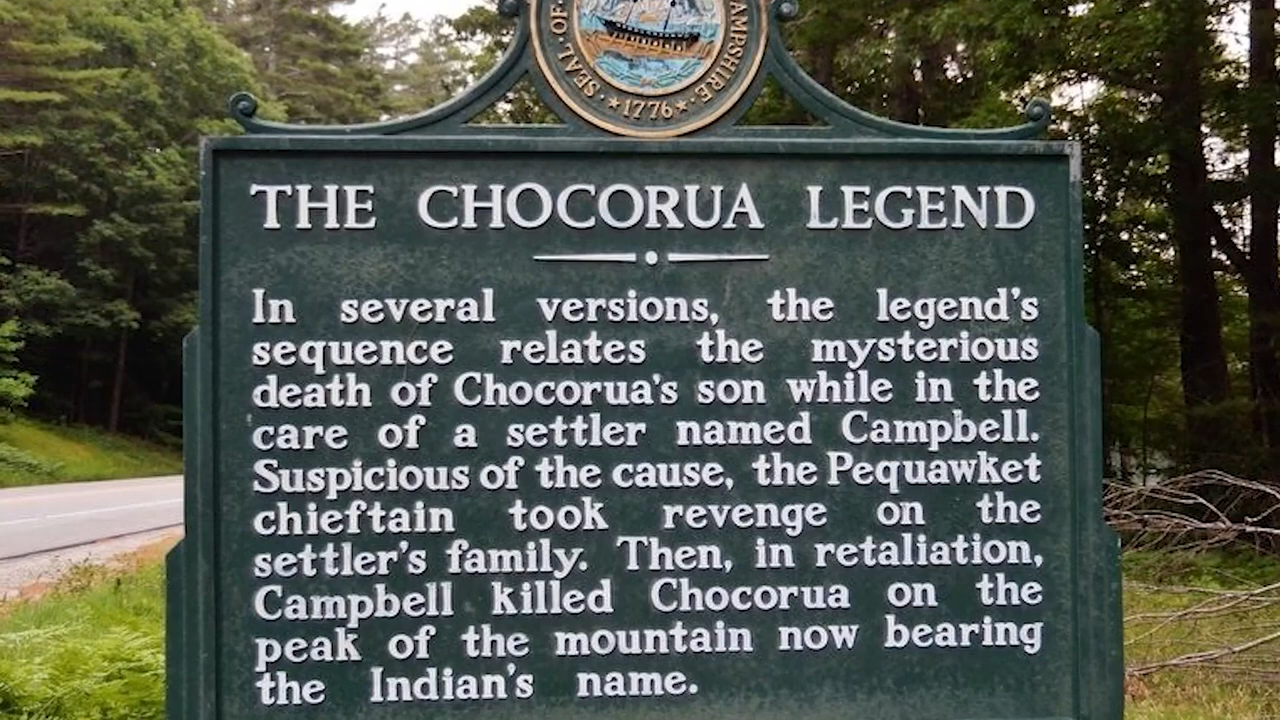 SEAL OF
AMPSHIRE
★1776★
THE CHOCORUA LEGEND
In several versions, the legend's
sequence relates the mysterious
death of Chocorua's son while in the
care of a settler named Campbell.
Suspicious of the cause, the Pequawket
chieftain took revenge on the
settler's family. Then, in retaliation,
Campbell killed Chocorua on the
peak of the mountain now bearing
the Indian's name.